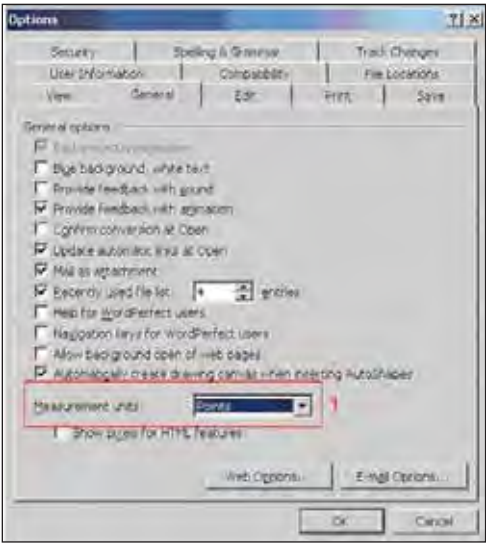 Options
Security Spelling & Grammar Track Changes
User Information Compatibility File Locations
View General Edit Print Save
General options
Blue background, white text
Provide feedback with sound
Provide feedback with animation
Confirm conversion at Open
Update automatic links at Open
Mail as attachment
Recently used file list: 4 entries
Help for WordPerfect users
Navigation keys for WordPerfect users
Allow background open of web pages
Automatically create drawing canvas when inserting AutoShapes
Measurement units: Points 1
Show pixels for HTML features
Web Options... E-mail Options...
OK Cancel